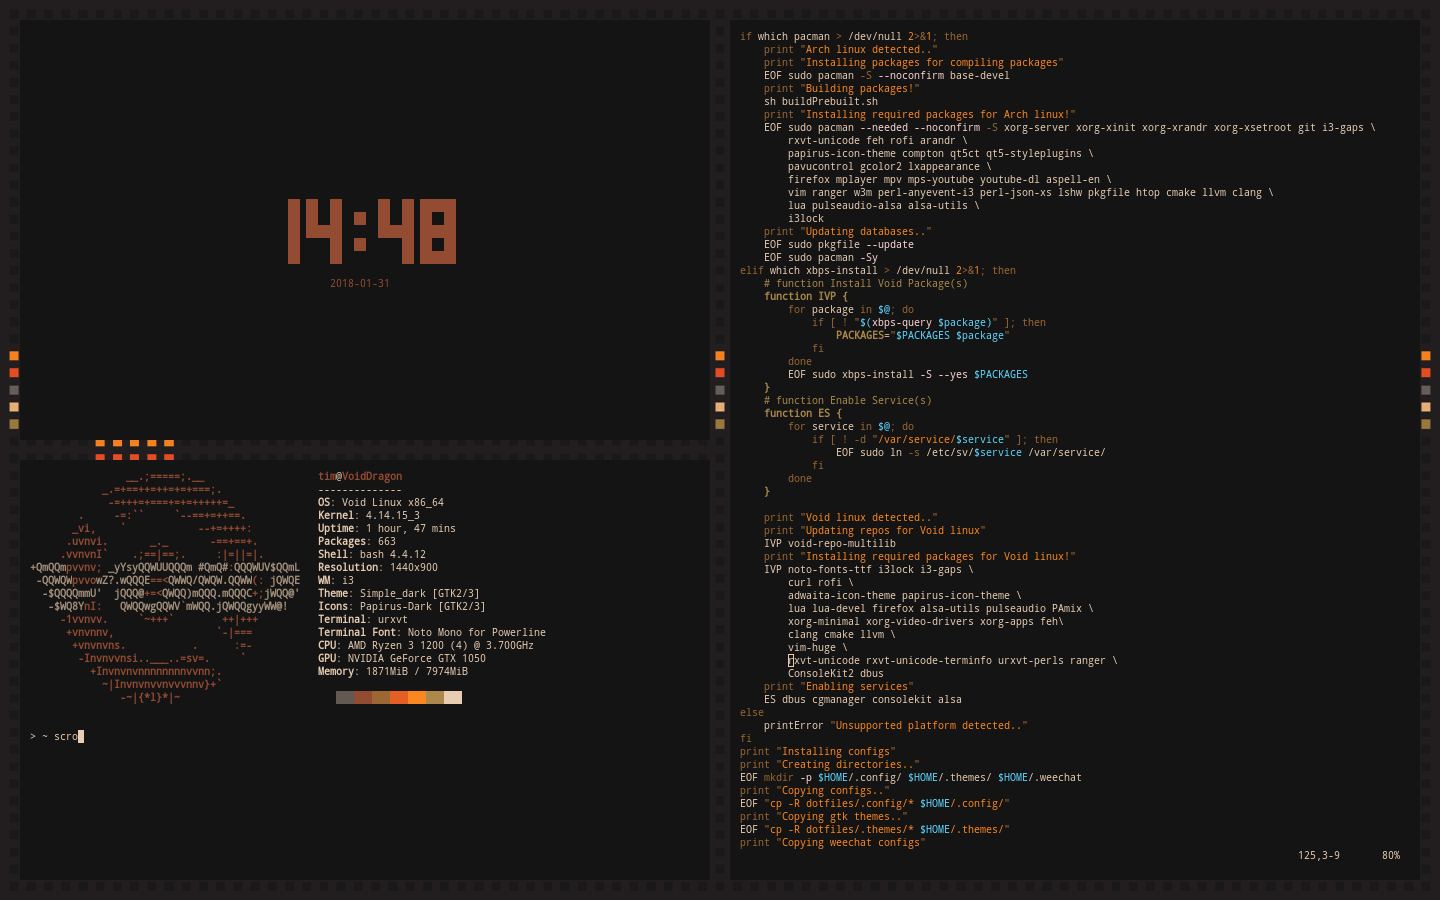 14:48
2018-01-31
__.;=====;.__
_.=+==++=++=+=+===;.
-=+++=+===+=+=+++++=_
.     -=:``     `--==+=++==.
_vi,    `            --+=++++:
.uvnvi.       _._       -==+==+.
.vvnvnI`    .;==|==;.     :|=||=|.
+QmQQmpvvnv; _yYsyQQWUUQQQm #QmQ#:QQQWUV$QQmL
-QQWQWpvvowZ?.wQQQE==<QWWQ/QWQW.QQWW(: jQWQE
-$QQQQmmU'  jQQQ@+=<QWQQ)mQQQ.mQQQC+;jWQQ@'
-$WQ8YnI:   QWQQwgQQWV`mWQQ.jQWQQgyyWW@!
-1vvnvv.     `~+++`        ++|+++
+vnvnnv,                 `-|===
+vnvnvns.           .      :=-
-Invnvvnsi..___..=sv=.     `
+Invnvnvnnnnnnnnvvnn;.
~|Invnvnvvnvvvnnv}+`
-~|{*l}*|~
tim@VoidDragon
--------------
OS: Void Linux x86_64
Kernel: 4.14.15_3
Uptime: 1 hour, 47 mins
Packages: 663
Shell: bash 4.4.12
Resolution: 1440x900
WM: i3
Theme: Simple_dark [GTK2/3]
Icons: Papirus-Dark [GTK2/3]
Terminal: urxvt
Terminal Font: Noto Mono for Powerline
CPU: AMD Ryzen 3 1200 (4) @ 3.700GHz
GPU: NVIDIA GeForce GTX 1050
Memory: 1871MiB / 7974MiB
> ~ scro
if which pacman > /dev/null 2>&1; then
    print "Arch linux detected.."
    print "Installing packages for compiling packages"
    EOF sudo pacman -S --noconfirm base-devel
    print "Building packages!"
    sh buildPrebuilt.sh
    print "Installing required packages for Arch linux!"
    EOF sudo pacman --needed --noconfirm -S xorg-server xorg-xinit xorg-xrandr xorg-xsetroot git i3-gaps \
        rxvt-unicode feh rofi arandr \
        papirus-icon-theme compton qt5ct qt5-styleplugins \
        pavucontrol gcolor2 lxappearance \
        firefox mplayer mpv mps-youtube youtube-dl aspell-en \
        vim ranger w3m perl-anyevent-i3 perl-json-xs lshw pkgfile htop cmake llvm clang \
        lua pulseaudio-alsa alsa-utils \
        i3lock
    print "Updating databases.."
    EOF sudo pkgfile --update
    EOF sudo pacman -Sy
elif which xbps-install > /dev/null 2>&1; then
    # function Install Void Package(s)
    function IVP {
        for package in $@; do
            if [ ! "$(xbps-query $package)" ]; then
                PACKAGES="$PACKAGES $package"
            fi
        done
        EOF sudo xbps-install -S --yes $PACKAGES
    }
    # function Enable Service(s)
    function ES {
        for service in $@; do
            if [ ! -d "/var/service/$service" ]; then
                EOF sudo ln -s /etc/sv/$service /var/service/
            fi
        done
    }
    print "Void linux detected.."
    print "Updating repos for Void linux"
    IVP void-repo-multilib
    print "Installing required packages for Void linux!"
    IVP noto-fonts-ttf i3lock i3-gaps \
        curl rofi \
        adwaita-icon-theme papirus-icon-theme \
        lua lua-devel firefox alsa-utils pulseaudio PAmix \
        xorg-minimal xorg-video-drivers xorg-apps feh\
        clang cmake llvm \
        vim-huge \
        rxvt-unicode rxvt-unicode-terminfo urxvt-perls ranger \
        ConsoleKit2 dbus
    print "Enabling services"
    ES dbus cgmanager consolekit alsa
else
    printError "Unsupported platform detected.."
fi
print "Installing configs"
print "Creating directories.."
EOF mkdir -p $HOME/.config/ $HOME/.themes/ $HOME/.weechat
print "Copying configs.."
EOF "cp -R dotfiles/.config/* $HOME/.config/"
print "Copying gtk themes.."
EOF "cp -R dotfiles/.themes/* $HOME/.themes/"
print "Copying weechat configs"
125,3-9    80%